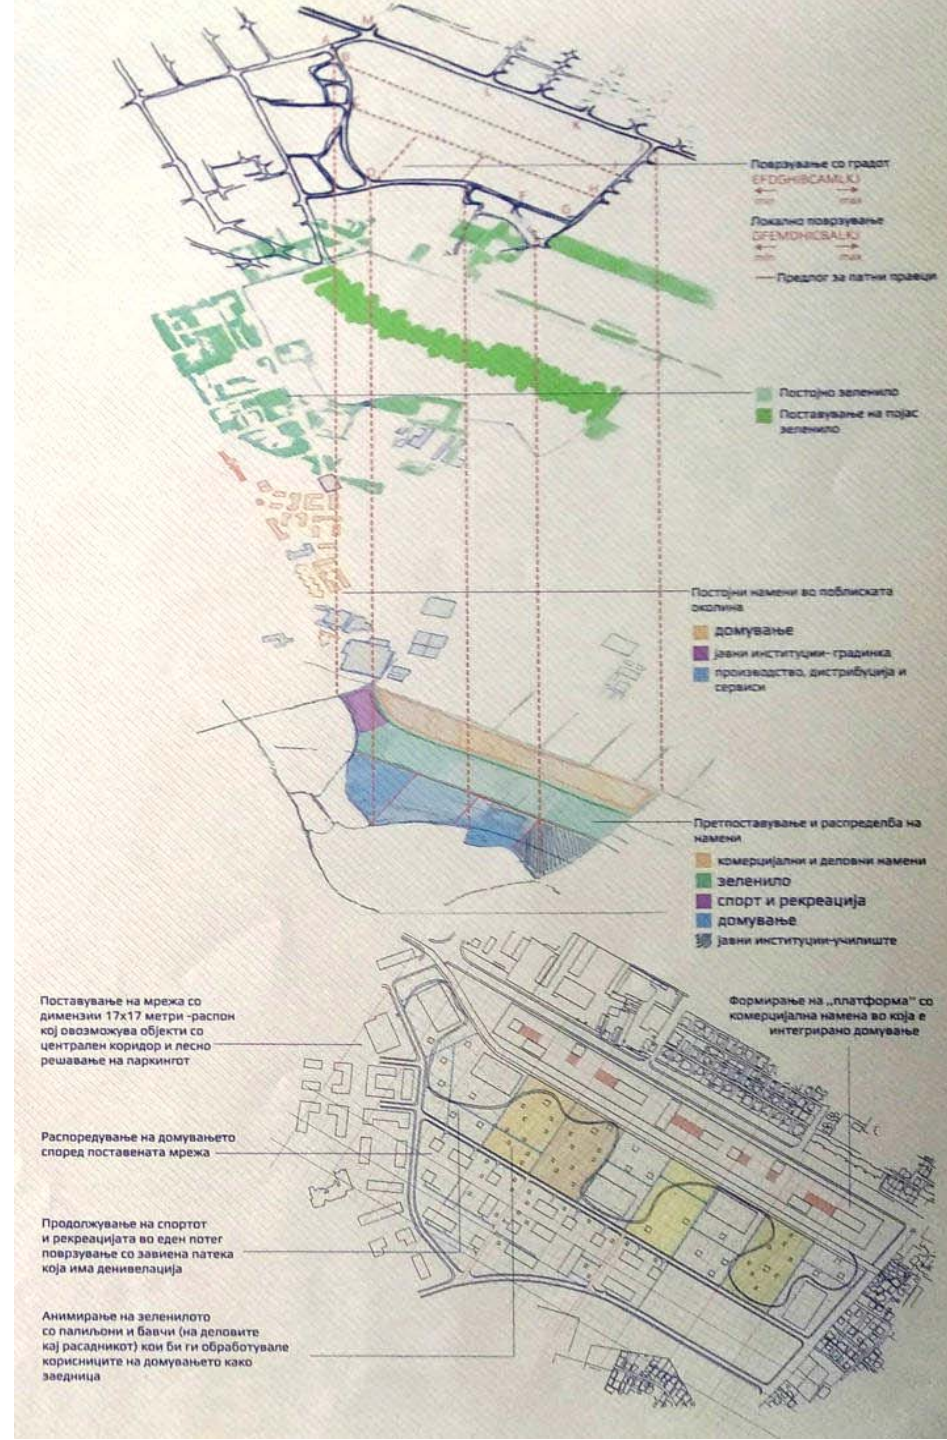 Поврзување со градот
EFDGHIBCAMLKJ
min max
Локално поврзување
GFEMDHICBALKJ
min max
Предлог за патни правци
Постојно зеленило
Поставување на појас
зеленило
Постојни намени во поблиската
околина
домување
јавни институции- градинка
производство, дистрибуција и
сервиси
Претпоставување и распределба на
намени
комерцијални и деловни намени
зеленило
спорт и рекреација
домување
јавни институции-училиште
Поставување на мрежа со
димензии 17x17 метри -распон
кој овозможува објекти со
централен коридор и лесно
решавање на паркингот
Формирање на „платформа" со
комерцијална намена во која е
интегрирано домување
Распоредување на домувањето
според поставената мрежа
Продолжување на спортот
и рекреацијата во еден потег
поврзување со завиена патека
која има денивелација
Анимирање на зеленилото
со палиљони и бавчи (на деловите
кај расадникот) кои би ги обработувале
корисниците на домувањето како
заедница